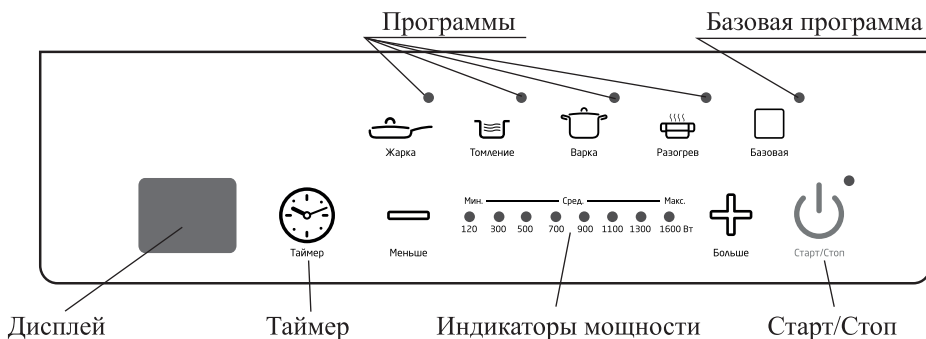 Программы
Базовая программа
Жарка
Томление
Варка
Разогрев
Базовая
Мин. Сред. Макс.
120 300 500 700 900 1100 1300 1600 Вт
Таймер
Меньше
Больше
Старт/Стоп
Дисплей
Таймер
Индикаторы мощности
Старт/Стоп